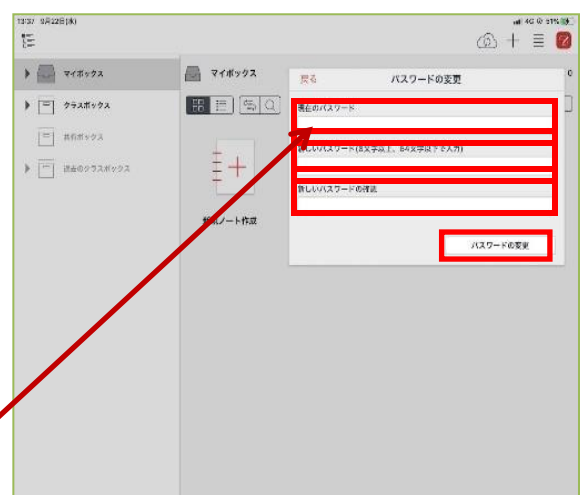 13:37 9月22日(火)
4G 51%
マイボックス
クラスボックス
共有ボックス
過去のクラスボックス
マイボックス
新規ノート作成
戻る
パスワードの変更
0
現在のパスワード
新しいパスワード(8文字以上、64文字以下で入力)
新しいパスワードの確認
パスワードの変更